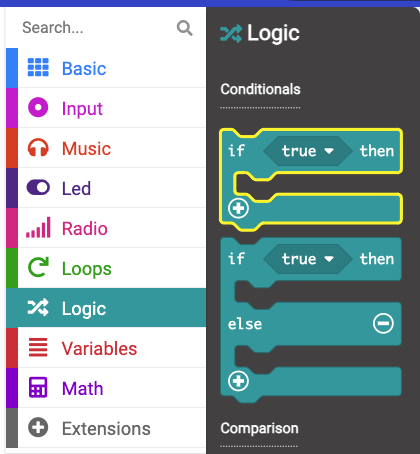 Search...
Basic
Input
Music
Led
Radio
Loops
Logic
Variables
Math
Extensions
Logic
Conditionals
if true then
if true then
else
Comparison